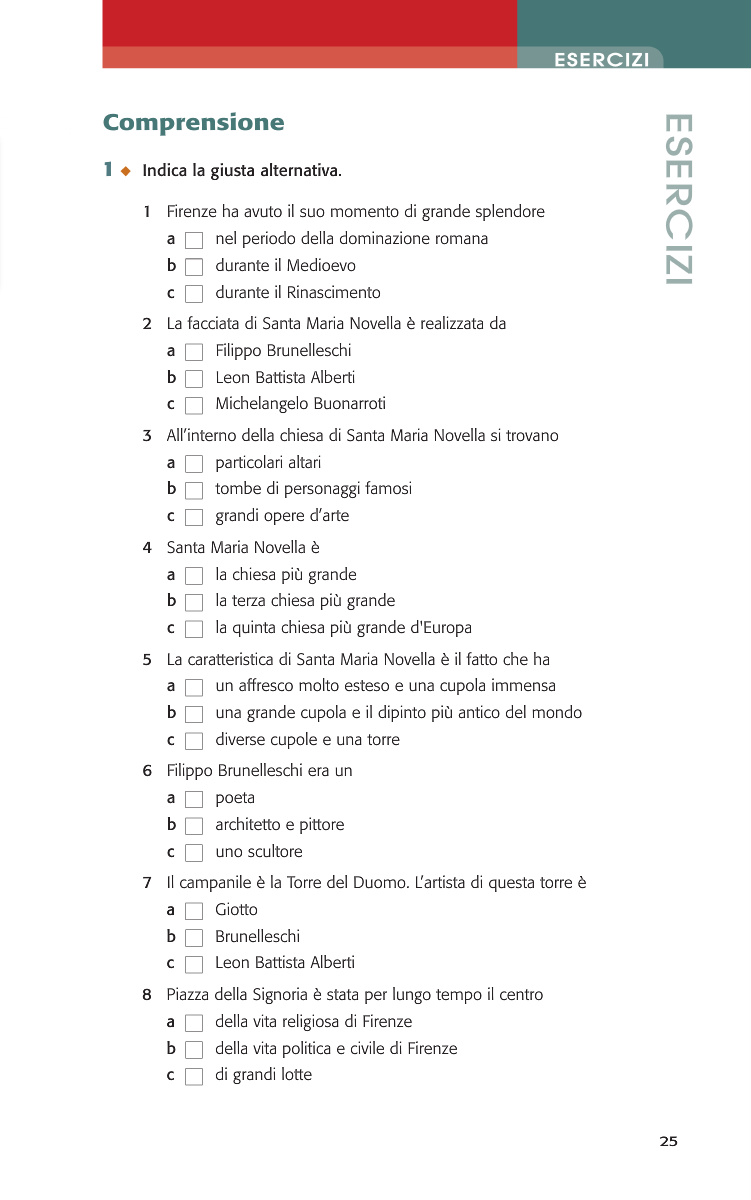 ESERCIZI
ESERCIZI
Comprensione
1 ◆ Indica la giusta alternativa.
1 Firenze ha avuto il suo momento di grande splendore
a nel periodo della dominazione romana
b durante il Medioevo
c durante il Rinascimento
2 La facciata di Santa Maria Novella è realizzata da
a Filippo Brunelleschi
b Leon Battista Alberti
c Michelangelo Buonarroti
3 All'interno della chiesa di Santa Maria Novella si trovano
a particolari altari
b tombe di personaggi famosi
c grandi opere d'arte
4 Santa Maria Novella è
a la chiesa più grande
b la terza chiesa più grande
c la quinta chiesa più grande d'Europa
5 La caratteristica di Santa Maria Novella è il fatto che ha
a un affresco molto esteso e una cupola immensa
b una grande cupola e il dipinto più antico del mondo
c diverse cupole e una torre
6 Filippo Brunelleschi era un
a poeta
b architetto e pittore
c uno scultore
7 Il campanile è la Torre del Duomo. L'artista di questa torre è
a Giotto
b Brunelleschi
c Leon Battista Alberti
8 Piazza della Signoria è stata per lungo tempo il centro
a della vita religiosa di Firenze
b della vita politica e civile di Firenze
c di grandi lotte
25